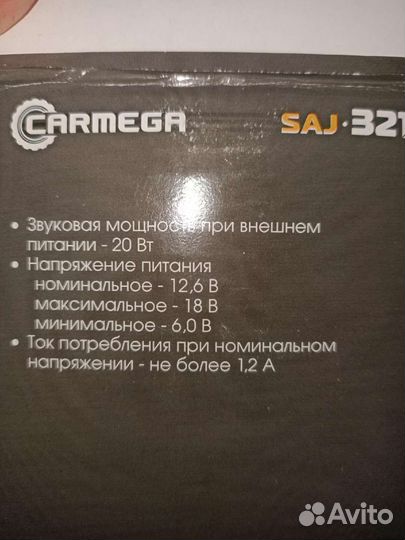 CARMEGA SAJ-321
• Звуковая мощность при внешнем
питании - 20 Вт
• Напряжение питания
номинальное - 12,6 В
максимальное - 18 В
минимальное - 6,0 В
• Ток потребления при номинальном
напряжении - не более 1,2 А
Avito